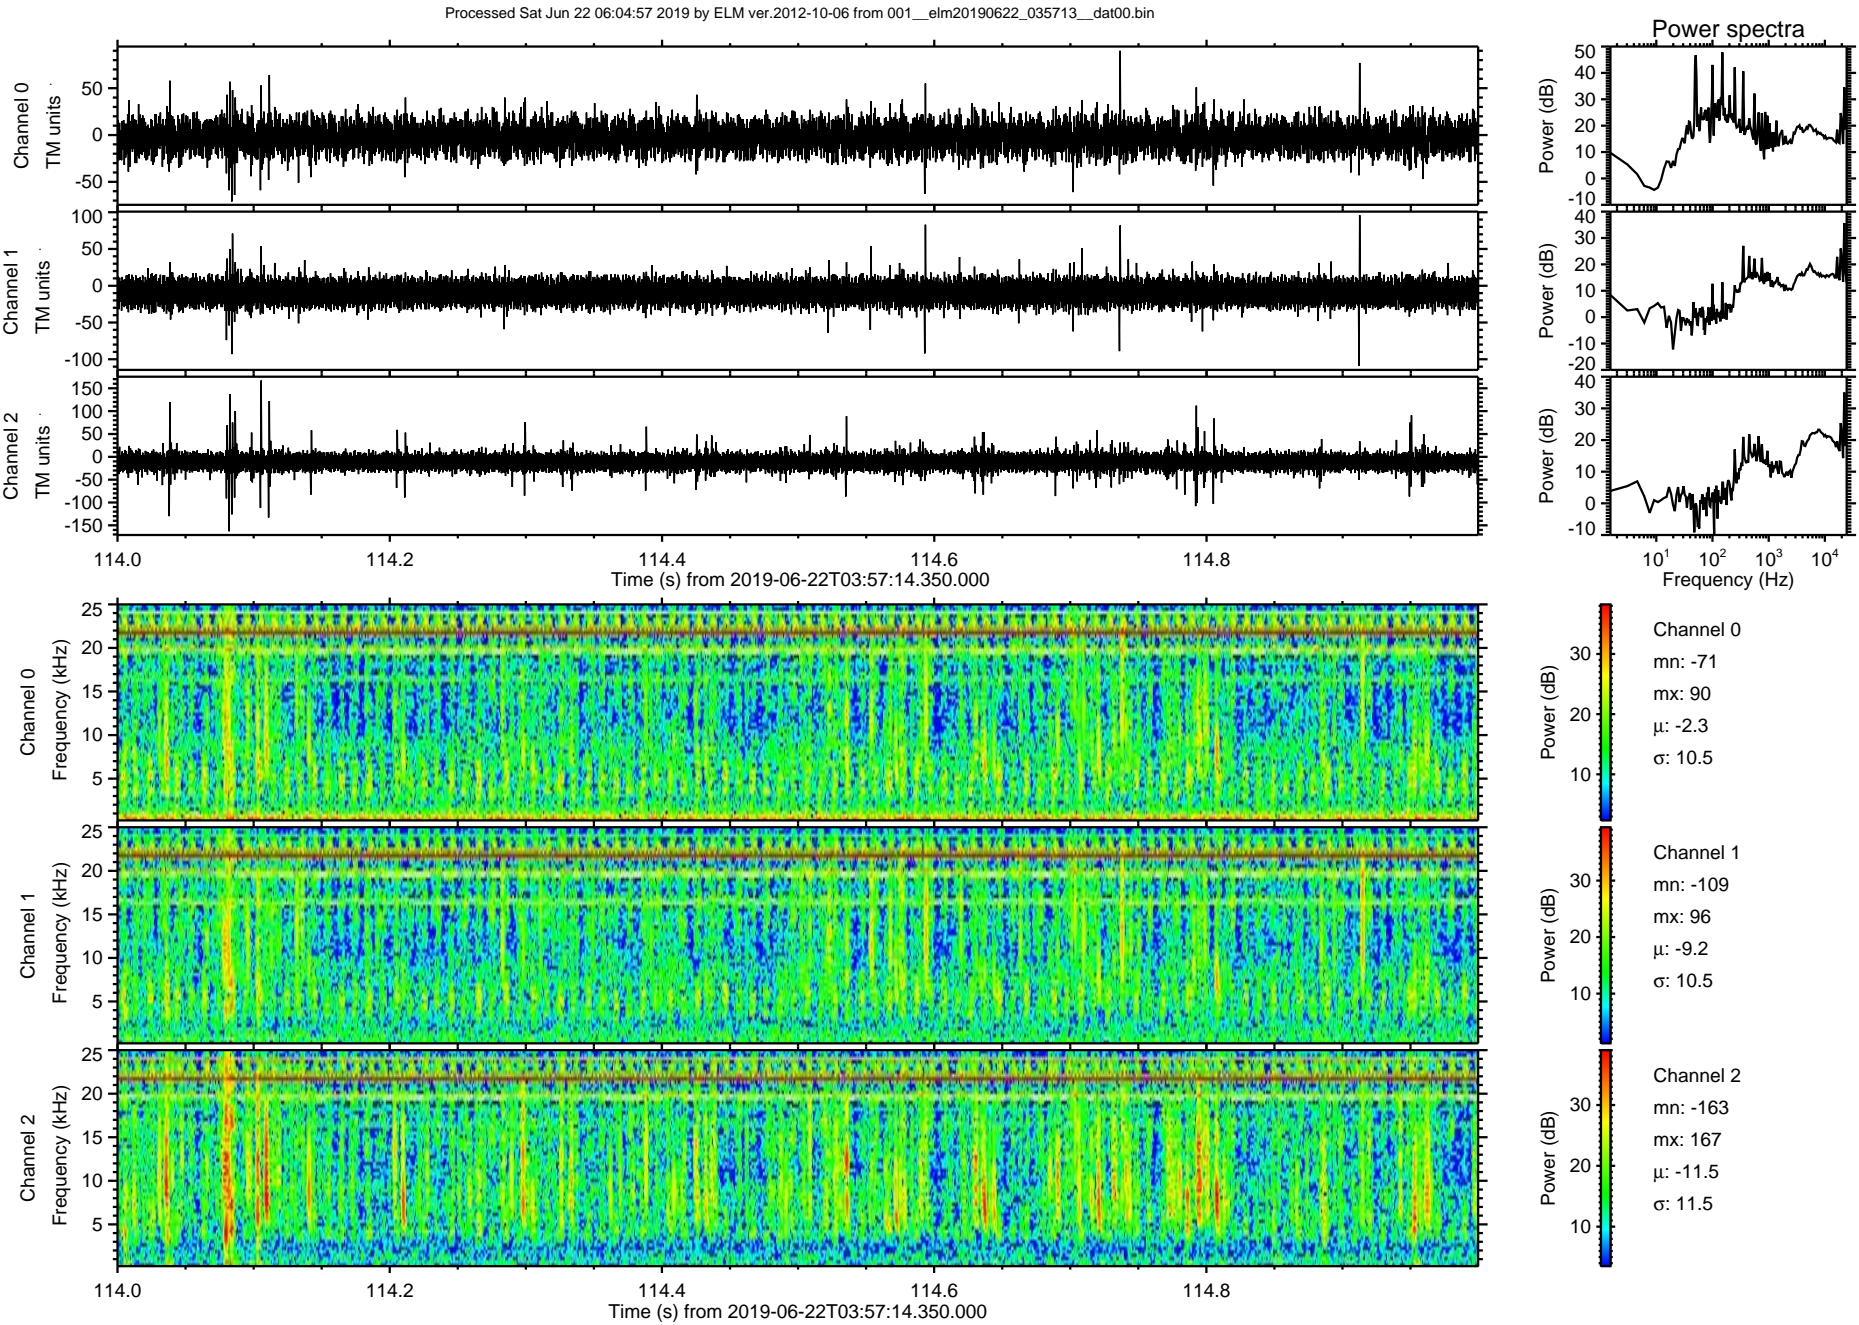 Processed Sat Jun 22 06:04:57 2019 by ELM ver.2012-10-06 from 001__elm20190622_035713__dat00.bin
Power spectra
Channel 0
TM units
50
0
-50
Power (dB)
50
40
30
20
10
0
-10
Channel 1
TM units
100
50
0
-50
-100
Power (dB)
40
30
20
10
0
-10
-20
Channel 2
TM units
150
100
50
0
-50
-100
-150
Power (dB)
40
30
20
10
0
-10
114.0 114.2 114.4 114.6 114.8
Time (s) from 2019-06-22T03:57:14.350.000
10¹ 10² 10³ 10⁴
Frequency (Hz)
Channel 0
Frequency (kHz)
25
20
15
10
5
Power (dB)
30
20
10
Channel 0
mn: -71
mx: 90
μ: -2.3
σ: 10.5
Channel 1
Frequency (kHz)
25
20
15
10
5
Power (dB)
30
20
10
Channel 1
mn: -109
mx: 96
μ: -9.2
σ: 10.5
Channel 2
Frequency (kHz)
25
20
15
10
5
Power (dB)
30
20
10
Channel 2
mn: -163
mx: 167
μ: -11.5
σ: 11.5
114.0 114.2 114.4 114.6 114.8
Time (s) from 2019-06-22T03:57:14.350.000